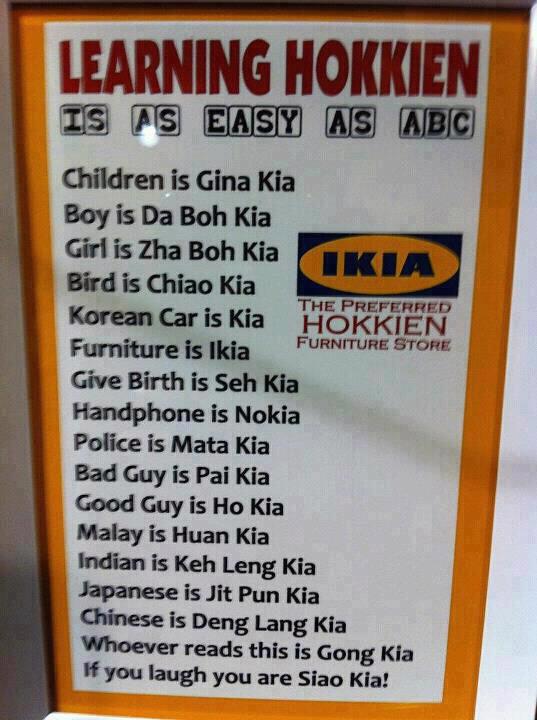 LEARNING HOKKIEN
IS AS EASY AS ABC
Children is Gina Kia
Boy is Da Boh Kia
Girl is Zha Boh Kia
Bird is Chiao Kia
Korean Car is Kia
Furniture is Ikia
Give Birth is Seh Kia
Handphone is Nokia
Police is Mata Kia
Bad Guy is Pai Kia
Good Guy is Ho Kia
Malay is Huan Kia
Indian is Keh Leng Kia
Japanese is Jit Pun Kia
Chinese is Deng Lang Kia
Whoever reads this is Gong Kia
If you laugh you are Siao Kia!
IKIA
THE PREFERRED
HOKKIEN
FURNITURE STORE